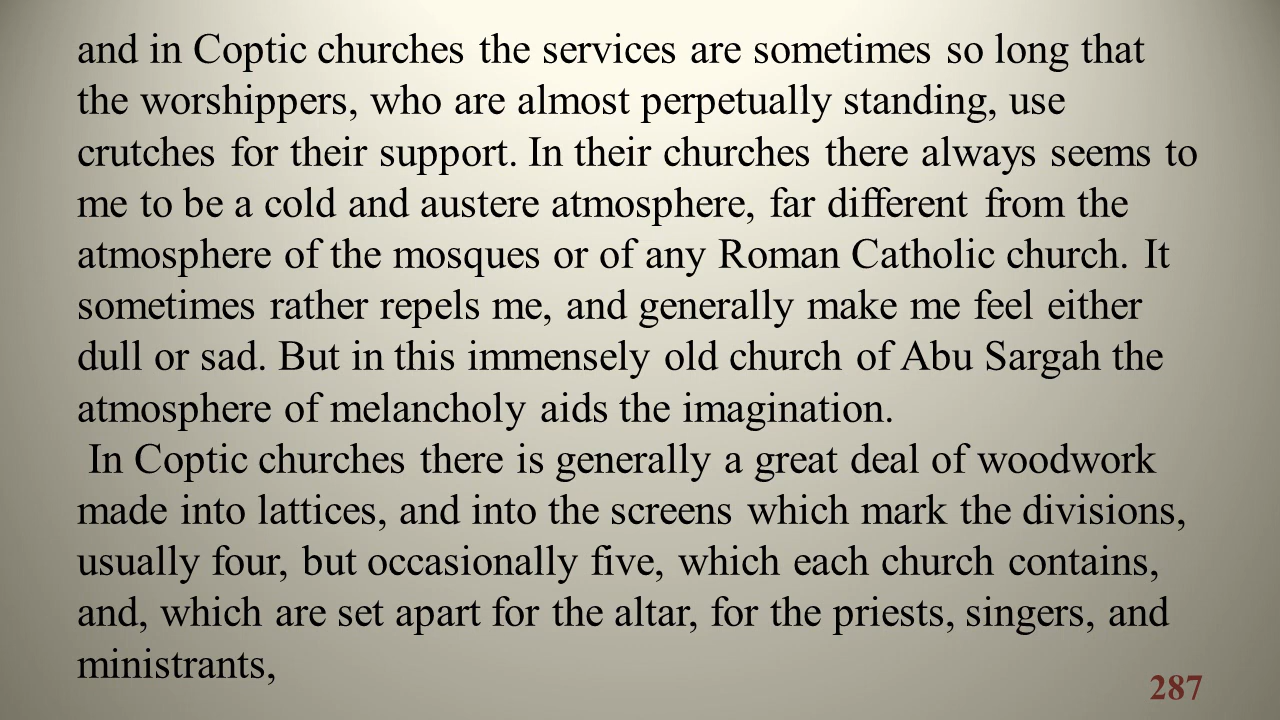 and in Coptic churches the services are sometimes so long that
the worshippers, who are almost perpetually standing, use
crutches for their support. In their churches there always seems to
me to be a cold and austere atmosphere, far different from the
atmosphere of the mosques or of any Roman Catholic church. It
sometimes rather repels me, and generally make me feel either
dull or sad. But in this immensely old church of Abu Sargah the
atmosphere of melancholy aids the imagination.
In Coptic churches there is generally a great deal of woodwork
made into lattices, and into the screens which mark the divisions,
usually four, but occasionally five, which each church contains,
and, which are set apart for the altar, for the priests, singers, and
ministrants,
287